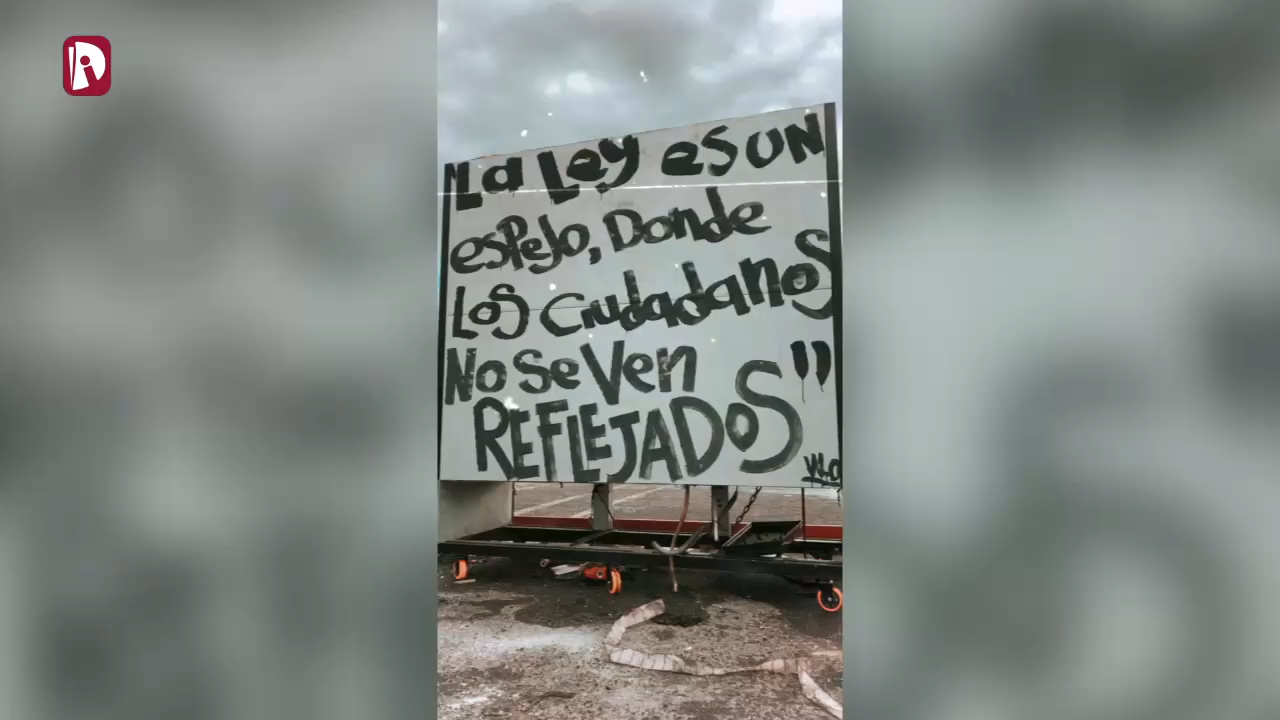 "La Ley es UN
esPeJo, Donde
Los Ciudadanos
No Se Ven
REFLEJADOS"